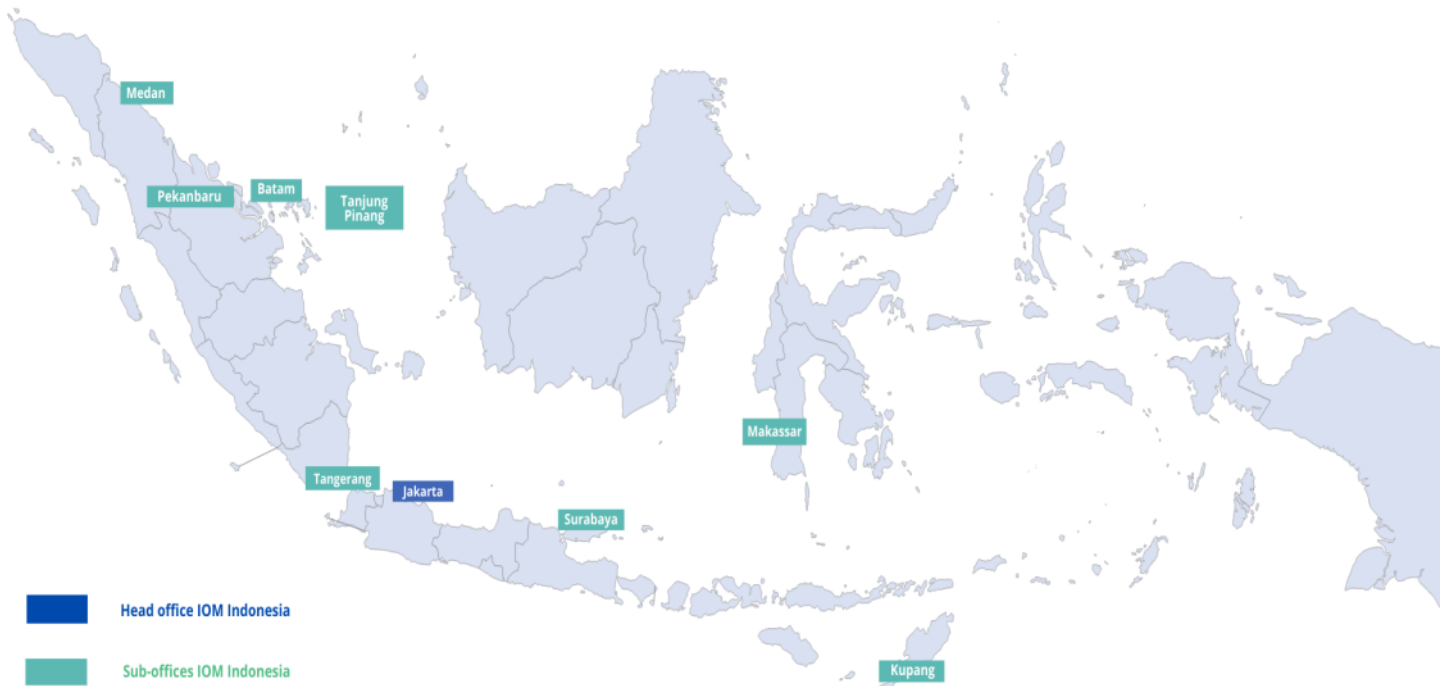 Medan
Pekanbaru
Batam
Tanjung
Pinang
Makassar
Tangerang
Jakarta
Surabaya
Kupang
Head office IOM Indonesia
Sub-offices IOM Indonesia